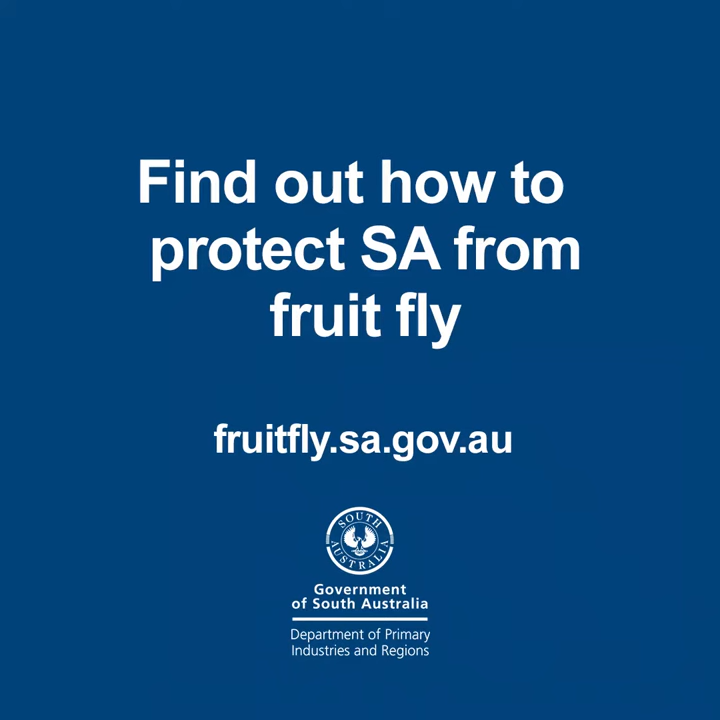 Find out how to
protect SA from
fruit fly
fruitfly.sa.gov.au
SOUTH
AUSTRALIA
Government
of South Australia
Department of Primary
Industries and Regions